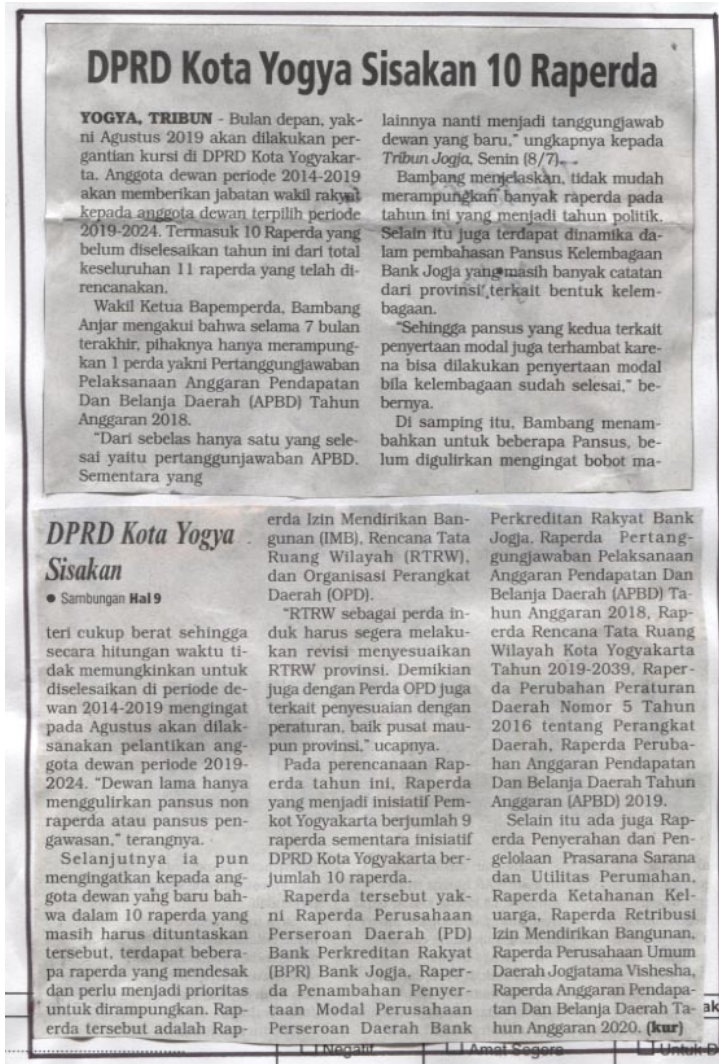 DPRD Kota Yogya Sisakan 10 Raperda
YOGYA, TRIBUN - Bulan depan, yak-
ni Agustus 2019 akan dilakukan per-
gantian kursi di DPRD Kota Yogyakar-
ta. Anggota dewan periode 2014-2019
akan memberikan jabatan wakil rakyat
kepada anggota dewan terpilih periode
2019-2024. Termasuk 10 Raperda yang
belum diselesaikan tahun ini dari total
keseluruhan 11 raperda yang telah di-
rencanakan.
Wakil Ketua Bapemperda, Bambang
Anjar mengakui bahwa selama 7 bulan
terakhir, pihaknya hanya merampung-
kan 1 perda yakni Pertanggungjawaban
Pelaksanaan Anggaran Pendapatan
Dan Belanja Daerah (APBD) Tahun
Anggaran 2018.
"Dari sebelas hanya satu yang sele-
sai yaitu pertanggunjawaban APBD.
Sementara yang
lainnya nanti menjadi tanggungjawab
dewan yang baru," ungkapnya kepada
Tribun Jogja, Senin (8/7).
Bambang menjelaskan, tidak mudah
merampungkan banyak raperda pada
tahun ini yang menjadi tahun politik.
Selain itu juga terdapat dinamika da-
lam pembahasan Pansus Kelembagaan
Bank Jogja yang masih banyak catatan
dari provinsi terkait bentuk kelem-
bagaan.
"Sehingga pansus yang kedua terkait
penyertaan modal juga terhambat kare-
na bisa dilakukan penyertaan modal
bila kelembagaan sudah selesai," be-
bernya.
Di samping itu, Bambang menam-
bahkan untuk beberapa Pansus, be-
lum digulirkan mengingat bobot ma-
DPRD Kota Yogya
Sisakan
● Sambungan Hal 9
teri cukup berat sehingga
secara hitungan waktu ti-
dak memungkinkan untuk
diselesaikan di periode de-
wan 2014-2019 mengingat
pada Agustus akan dilak-
sanakan pelantikan ang-
gota dewan periode 2019-
2024. "Dewan lama hanya
menggulirkan pansus non
raperda atau pansus pen-
gawasan," terangnya.
Selanjutnya ia pun
mengingatkan kepada ang-
gota dewan yang baru bah-
wa dalam 10 raperda yang
masih harus dituntaskan
tersebut, terdapat bebera-
pa raperda yang mendesak
dan perlu menjadi prioritas
untuk dirampungkan. Rap-
erda tersebut adalah Rap-
erda Izin Mendirikan Ban-
gunan (IMB), Rencana Tata
Ruang Wilayah (RTRW),
dan Organisasi Perangkat
Daerah (OPD).
"RTRW sebagai perda in-
duk harus segera melaku-
kan revisi menyesuaikan
RTRW provinsi. Demikian
juga dengan Perda OPD juga
terkait penyesuaian dengan
peraturan, baik pusat mau-
pun provinsi," ucapnya.
Pada perencanaan Rap-
erda tahun ini, Raperda
yang menjadi inisiatif Pem-
kot Yogyakarta berjumlah 9
raperda sementara inisiatif
DPRD Kota Yogyakarta ber-
jumlah 10 raperda.
Raperda tersebut yak-
ni Raperda Perusahaan
Perseroan Daerah (PD)
Bank Perkreditan Rakyat
(BPR) Bank Jogja, Raper-
da Penambahan Penyer-
taan Modal Perusahaan
Perseroan Daerah Bank
Perkreditan Rakyat Bank
Jogja, Raperda Pertang-
gungjawaban Pelaksanaan
Anggaran Pendapatan Dan
Belanja Daerah (APBD) Ta-
hun Anggaran 2018, Rap-
erda Rencana Tata Ruang
Wilayah Kota Yogyakarta
Tahun 2019-2039, Raper-
da Perubahan Peraturan
Daerah Nomor 5 Tahun
2016 tentang Perangkat
Daerah, Raperda Peruba-
han Anggaran Pendapatan
Dan Belanja Daerah Tahun
Anggaran (APBD) 2019.
Selain itu ada juga Rap-
erda Penyerahan dan Pen-
gelolaan Prasarana Sarana
dan Utilitas Perumahan,
Raperda Ketahanan Kel-
uarga, Raperda Retribusi
Izin Mendirikan Bangunan,
Raperda Perusahaan Umum
Daerah Jogjatama Vishesha,
Raperda Anggaran Pendapa-
tan Dan Belanja Daerah Ta-
hun Anggaran 2020. (kur)
Negatif
Amat Segera